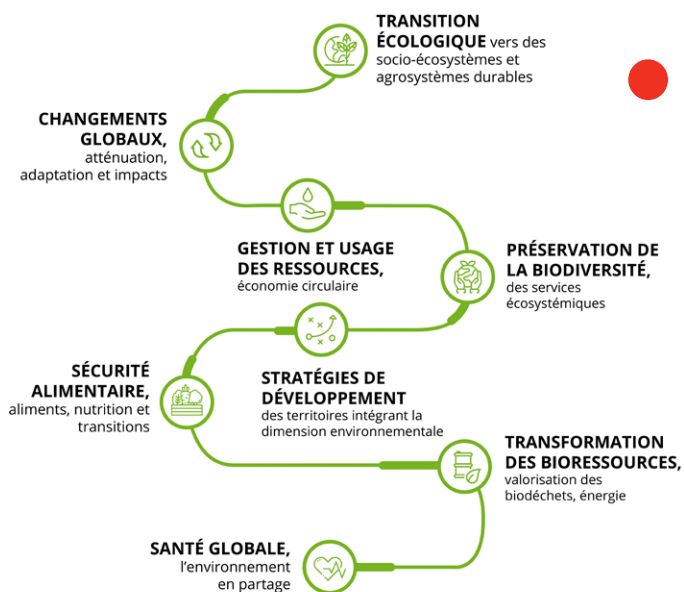 TRANSITION
ÉCOLOGIQUE vers des
socio-écosystèmes et
agrosystèmes durables
CHANGEMENTS
GLOBAUX,
atténuation,
adaptation et impacts
GESTION ET USAGE
DES RESSOURCES,
économie circulaire
PRÉSERVATION DE
LA BIODIVERSITÉ,
des services
écosystémiques
STRATÉGIES DE
DÉVELOPPEMENT
des territoires intégrant la
dimension environnementale
SÉCURITÉ
ALIMENTAIRE,
aliments, nutrition et
transitions
TRANSFORMATION
DES BIORESSOURCES,
valorisation des
biodéchets, énergie
SANTÉ GLOBALE,
l'environnement
en partage